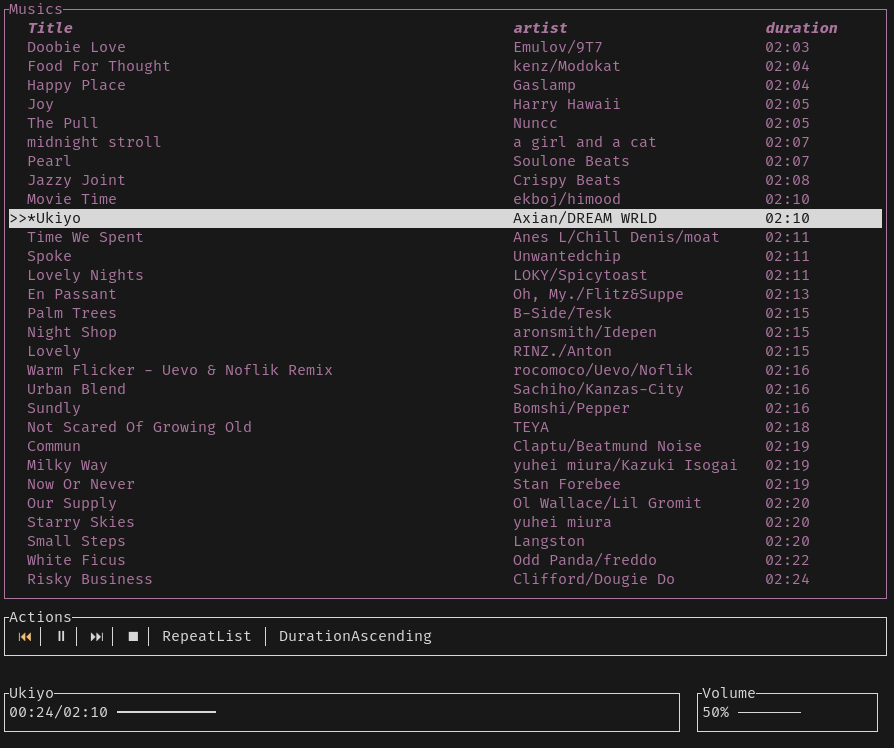 Musics
Title artist duration
Doobie Love Emulov/9T7 02:03
Food For Thought kenz/Modokat 02:04
Happy Place Gaslamp 02:04
Joy Harry Hawaii 02:05
The Pull Nuncc 02:05
midnight stroll a girl and a cat 02:07
Pearl Soulone Beats 02:07
Jazzy Joint Crispy Beats 02:08
Movie Time ekboj/himood 02:10
>>*Ukiyo Axian/DREAM WRLD 02:10
Time We Spent Anes L/Chill Denis/moat 02:11
Spoke Unwantedchip 02:11
Lovely Nights LOKY/Spicytoast 02:11
En Passant Oh, My./Flitz&Suppe 02:13
Palm Trees B-Side/Tesk 02:15
Night Shop aronsmith/Idepen 02:15
Lovely RINZ./Anton 02:15
Warm Flicker - Uevo & Noflik Remix rocomoco/Uevo/Noflik 02:16
Urban Blend Sachiho/Kanzas-City 02:16
Sundly Bomshi/Pepper 02:16
Not Scared Of Growing Old TEYA 02:18
Commun Claptu/Beatmund Noise 02:19
Milky Way yuhei miura/Kazuki Isogai 02:19
Now Or Never Stan Forebee 02:19
Our Supply Ol Wallace/Lil Gromit 02:20
Starry Skies yuhei miura 02:20
Small Steps Langston 02:20
White Ficus Odd Panda/freddo 02:22
Risky Business Clifford/Dougie Do 02:24
Actions
⏮ │ ⏸ │ ⏭ │ ⏹ │ RepeatList │ DurationAscending
Ukiyo
00:24/02:10
Volume
50%